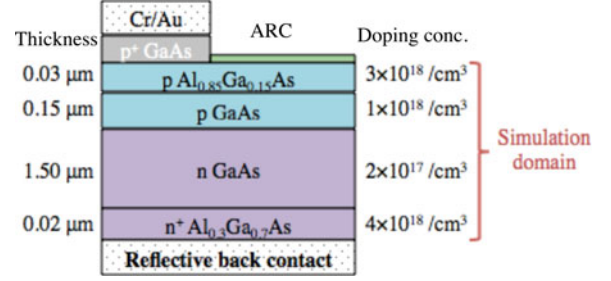 Cr/Au
Thickness p⁺ GaAs ARC Doping conc.
0.03 μm p Al₀.₈₅Ga₀.₁₅As 3×10¹⁸ /cm³
0.15 μm p GaAs 1×10¹⁸ /cm³
Simulation
domain
1.50 μm n GaAs 2×10¹⁷ /cm³
0.02 μm n⁺ Al₀.₃Ga₀.₇As 4×10¹⁸ /cm³
Reflective back contact